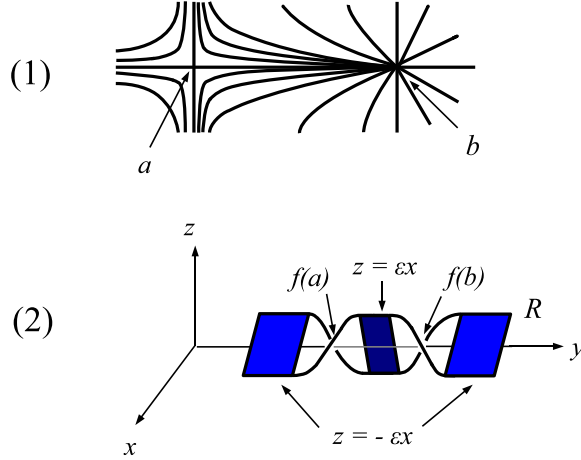 (1)
a
b
z
f(a)
z = εx
f(b)
(2)
R
y
x
z = - εx